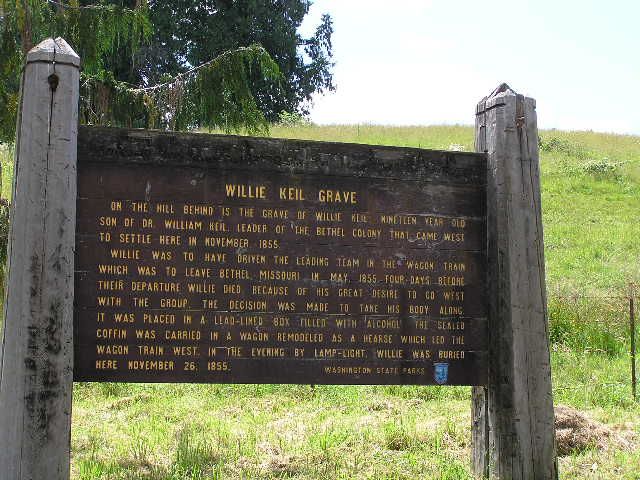 WILLIE KEIL GRAVE
ON THE HILL BEHIND IS THE GRAVE OF WILLIE KEIL, NINETEEN YEAR OLD
SON OF DR. WILLIAM KEIL, LEADER OF THE BETHEL COLONY THAT CAME WEST
TO SETTLE HERE IN NOVEMBER 1855.
WILLIE WAS TO HAVE DRIVEN THE LEADING TEAM IN THE WAGON TRAIN
WHICH WAS TO LEAVE BETHEL, MISSOURI IN MAY, 1855. FOUR DAYS BEFORE
THEIR DEPARTURE WILLIE DIED. BECAUSE OF HIS GREAT DESIRE TO GO WEST
WITH THE GROUP, THE DECISION WAS MADE TO TAKE HIS BODY ALONG.
IT WAS PLACED IN A LEAD-LINED BOX FILLED WITH ALCOHOL. THE SEALED
COFFIN WAS CARRIED IN A WAGON REMODELED AS A HEARSE WHICH LED THE
WAGON TRAIN WEST. IN THE EVENING BY LAMP-LIGHT, WILLIE WAS BURIED
HERE NOVEMBER 26, 1855.
WASHINGTON STATE PARKS